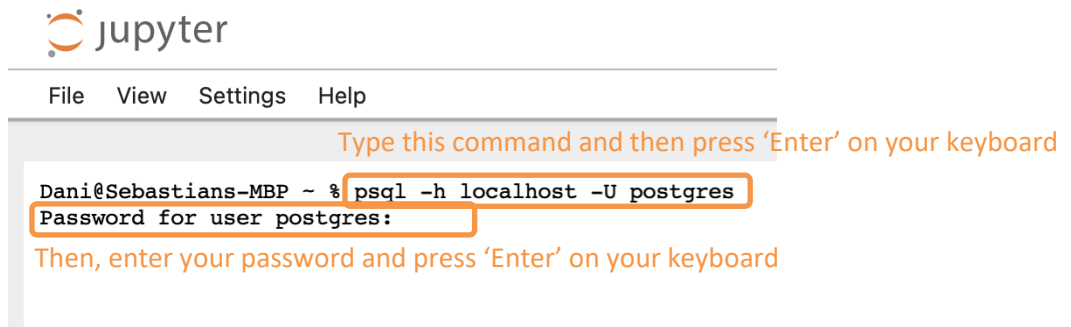 jupyter
File View Settings Help
Type this command and then press ‘Enter’ on your keyboard
Dani@Sebastians-MBP ~ % psql -h localhost -U postgres
Password for user postgres:
Then, enter your password and press ‘Enter’ on your keyboard